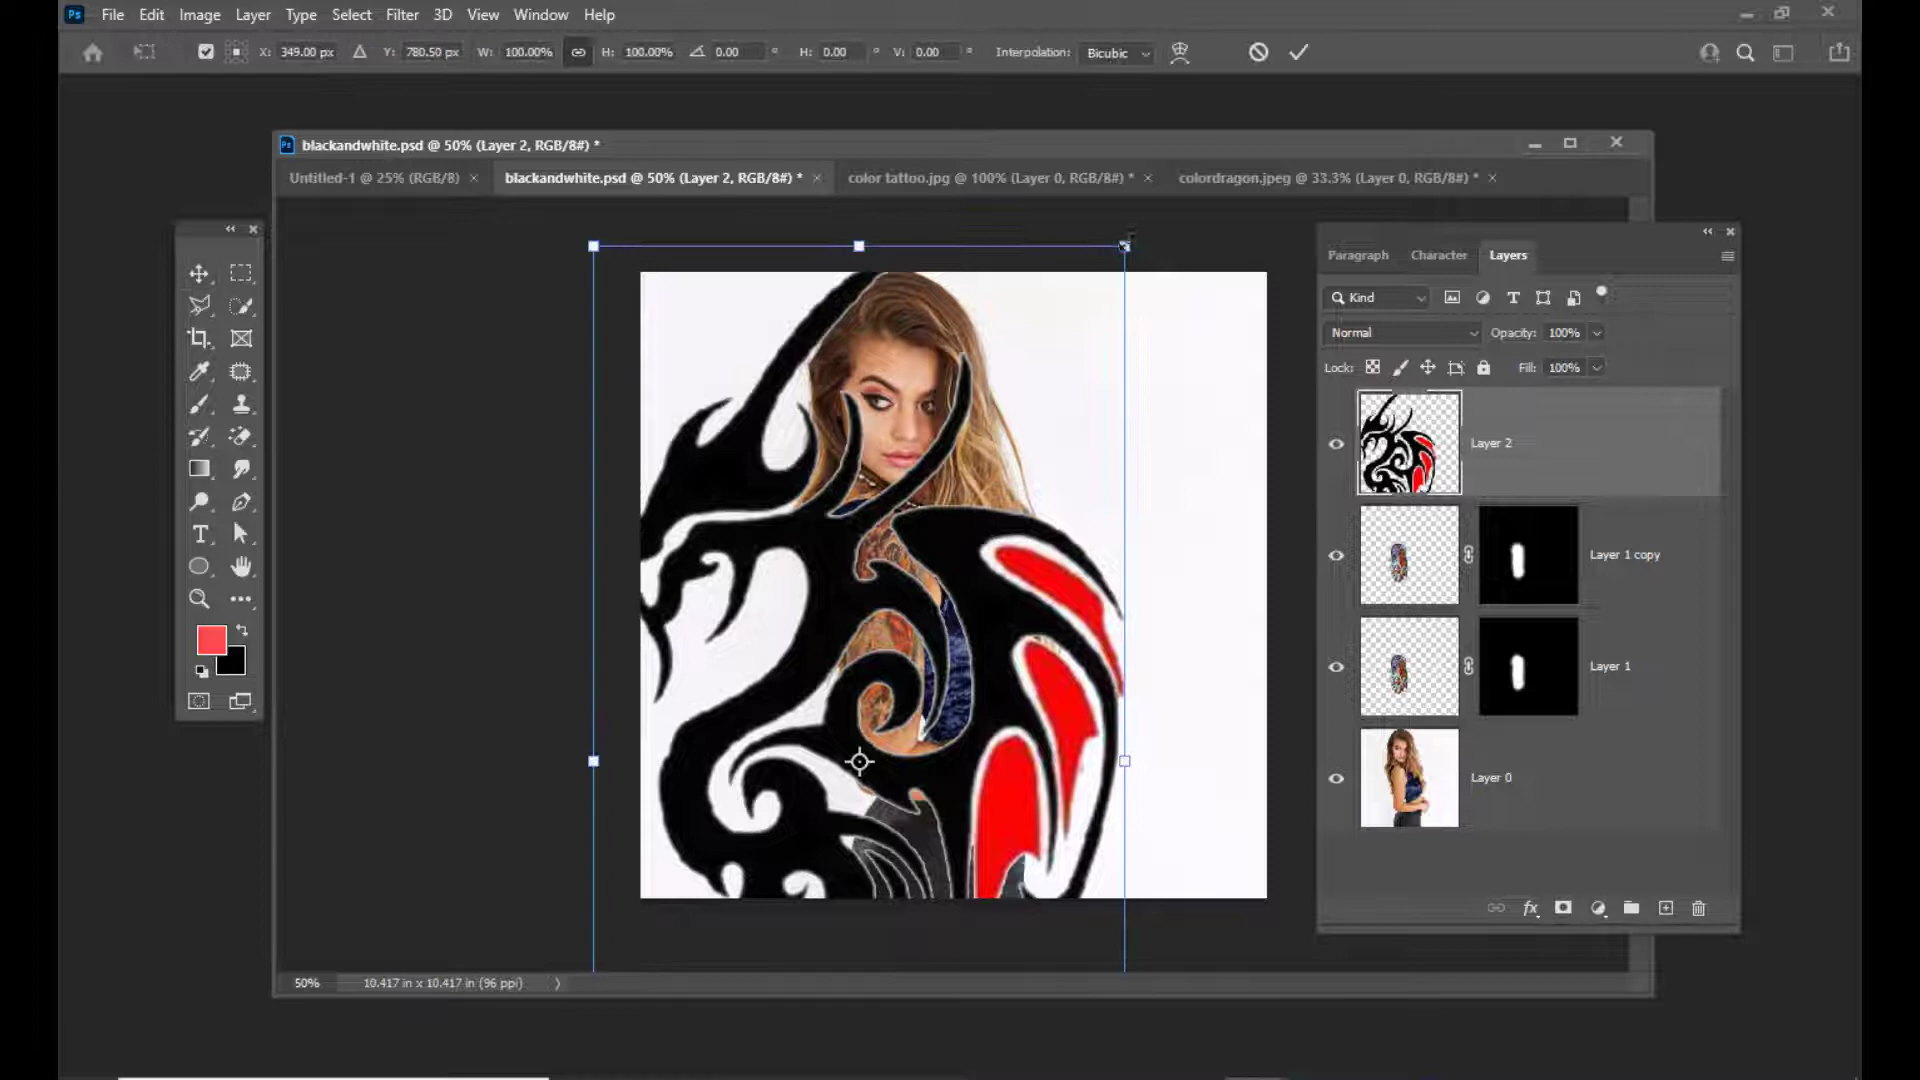 Ps File Edit Image Layer Type Select Filter 3D View Window Help
X: 349.00 px Y: 780.50 px W: 100.00% H: 100.00% 0.00 ° H: 0.00 ° V: 0.00 ° Interpolation: Bicubic
Ps blackandwhite.psd @ 50% (Layer 2, RGB/8#) *
Untitled-1 @ 25% (RGB/8) × blackandwhite.psd @ 50% (Layer 2, RGB/8#) * × color tattoo.jpg @ 100% (Layer 0, RGB/8#) * × colordragon.jpeg @ 33.3% (Layer 0, RGB/8#) * ×
Paragraph Character Layers
Kind
Normal Opacity: 100%
Lock: Fill: 100%
Layer 2
Layer 1 copy
Layer 1
Layer 0
fx
50% 10.417 in x 10.417 in (96 ppi)